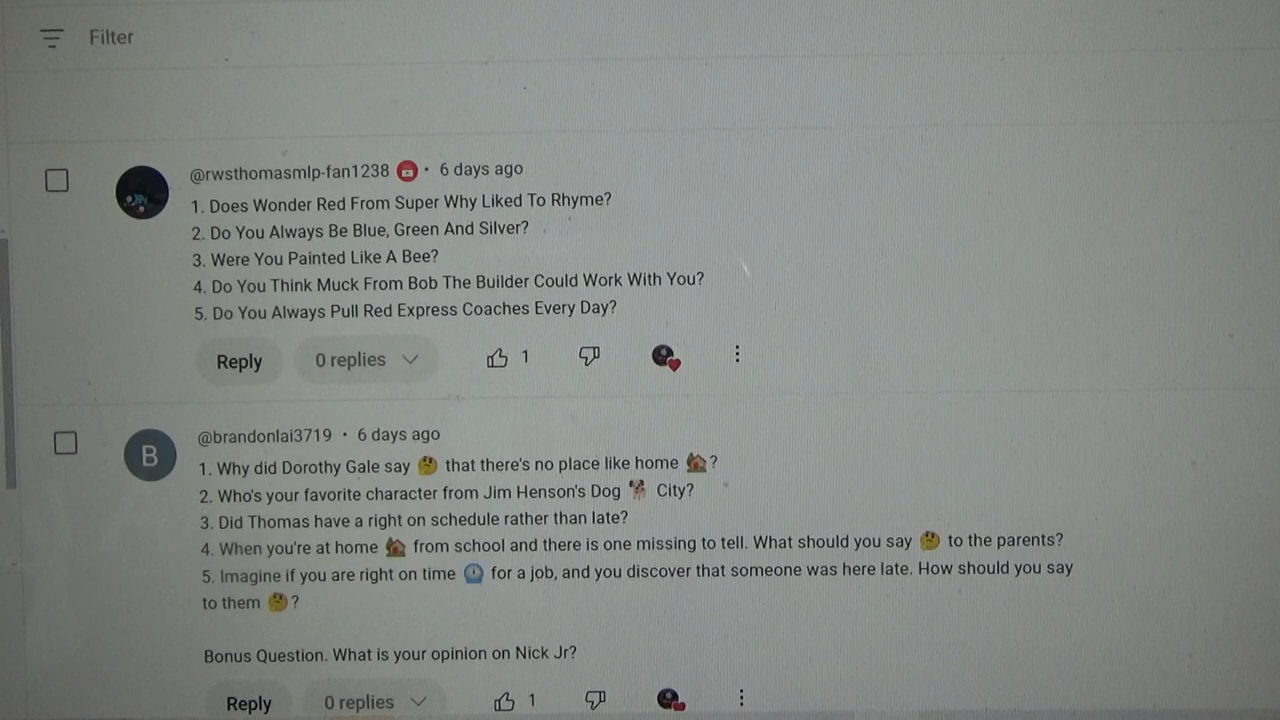 Filter
@rwsthomasmlp-fan1238 · 6 days ago
1. Does Wonder Red From Super Why Liked To Rhyme?
2. Do You Always Be Blue, Green And Silver?
3. Were You Painted Like A Bee?
4. Do You Think Muck From Bob The Builder Could Work With You?
5. Do You Always Pull Red Express Coaches Every Day?
Reply 0 replies 1
B
@brandonlai3719 · 6 days ago
1. Why did Dorothy Gale say 🤔 that there's no place like home 🏡?
2. Who's your favorite character from Jim Henson's Dog 🐕 City?
3. Did Thomas have a right on schedule rather than late?
4. When you're at home 🏡 from school and there is one missing to tell. What should you say 🤔 to the parents?
5. Imagine if you are right on time 🕰 for a job, and you discover that someone was here late. How should you say
to them 🤔?
Bonus Question. What is your opinion on Nick Jr?
Reply 0 replies 1